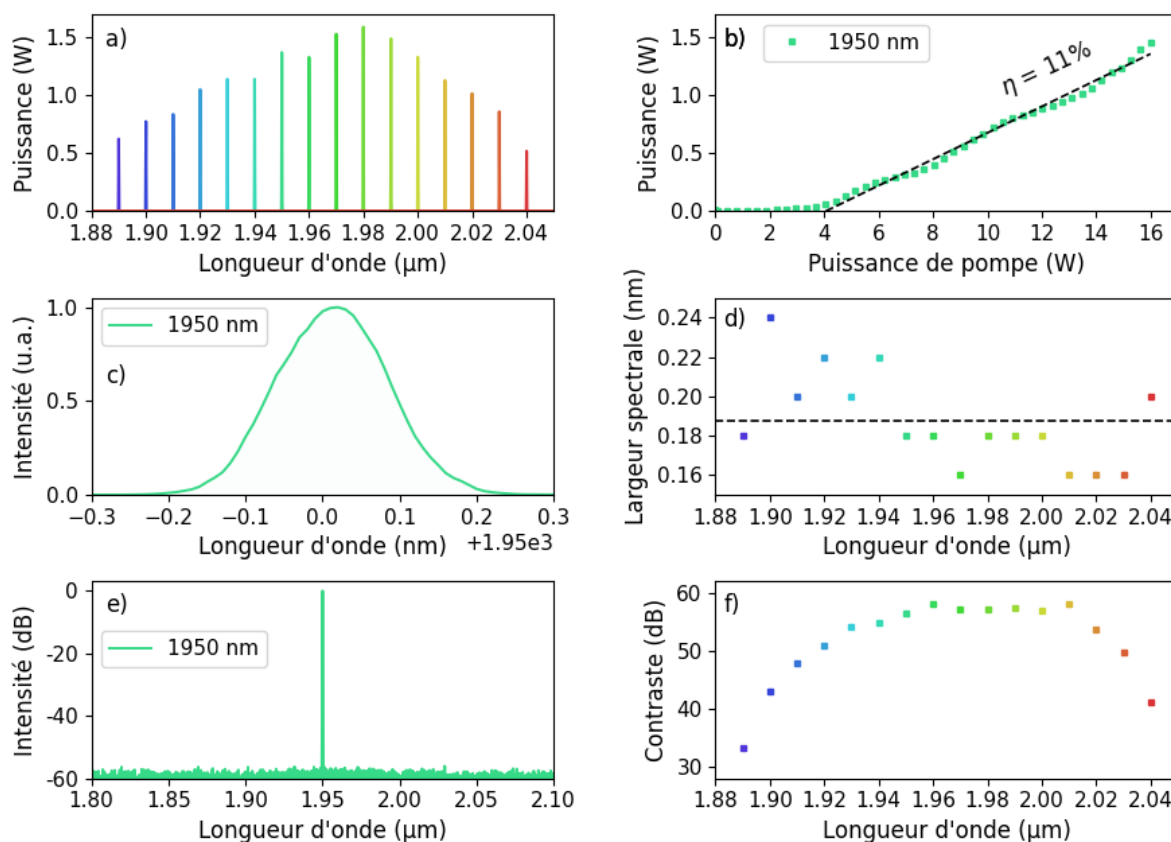 a)
Puissance (W)
1.5
1.0
0.5
0.0
1.88 1.90 1.92 1.94 1.96 1.98 2.00 2.02 2.04
Longueur d'onde (µm)
b)
1950 nm
η = 11%
Puissance (W)
1.5
1.0
0.5
0.0
0 2 4 6 8 10 12 14 16
Puissance de pompe (W)
1950 nm
c)
Intensité (u.a.)
1.0
0.5
0.0
−0.3 −0.2 −0.1 0.0 0.1 0.2 0.3
Longueur d'onde (nm) +1.95e3
d)
Largeur spectrale (nm)
0.24
0.22
0.20
0.18
0.16
1.88 1.90 1.92 1.94 1.96 1.98 2.00 2.02 2.04
Longueur d'onde (µm)
e)
1950 nm
Intensité (dB)
0
-20
-40
-60
1.80 1.85 1.90 1.95 2.00 2.05 2.10
Longueur d'onde (µm)
f)
Contraste (dB)
60
50
40
30
1.88 1.90 1.92 1.94 1.96 1.98 2.00 2.02 2.04
Longueur d'onde (µm)